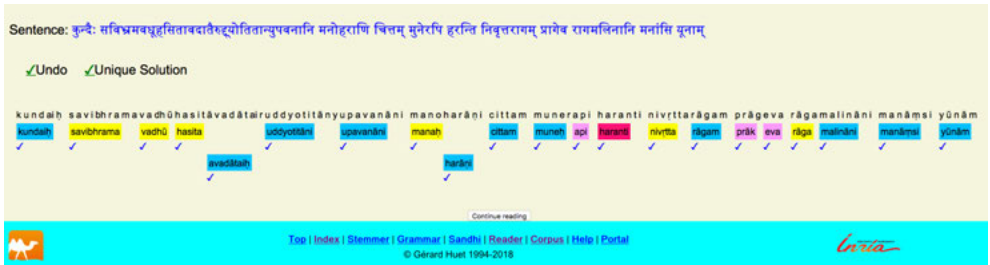 Sentence: कुन्दैः सविभ्रमवधूहसितावदातैरुद्द्योतितान्युपवनानि मनोहराणि चित्तम् मुनेरपि हरन्ति निवृत्तरागम् प्रागेव रागमलिनानि मनांसि यूनाम्
✓Undo ✓Unique Solution
kundaiḥ savibhramavadhūhasitāvadātairuddyotitānyupavanāni manoharāṇi cittam munerapi haranti nivṛttarāgam prāgeva rāgamalināni manāṃsi yūnām
kundaiḥ savibhrama vadhū hasita uddyotitāni upavanāni manaḥ cittam muneḥ api haranti nivṛtta rāgam prāk eva rāga malināni manāṃsi yūnām
✓ ✓ ✓ ✓ ✓ ✓ ✓ ✓ ✓ ✓ ✓ ✓ ✓ ✓ ✓ ✓ ✓ ✓ ✓
avadātaiḥ harāṇi
✓ ✓
Continue reading
Top | Index | Stemmer | Grammar | Sandhi | Reader | Corpus | Help | Portal
© Gérard Huet 1994-2018
Inria